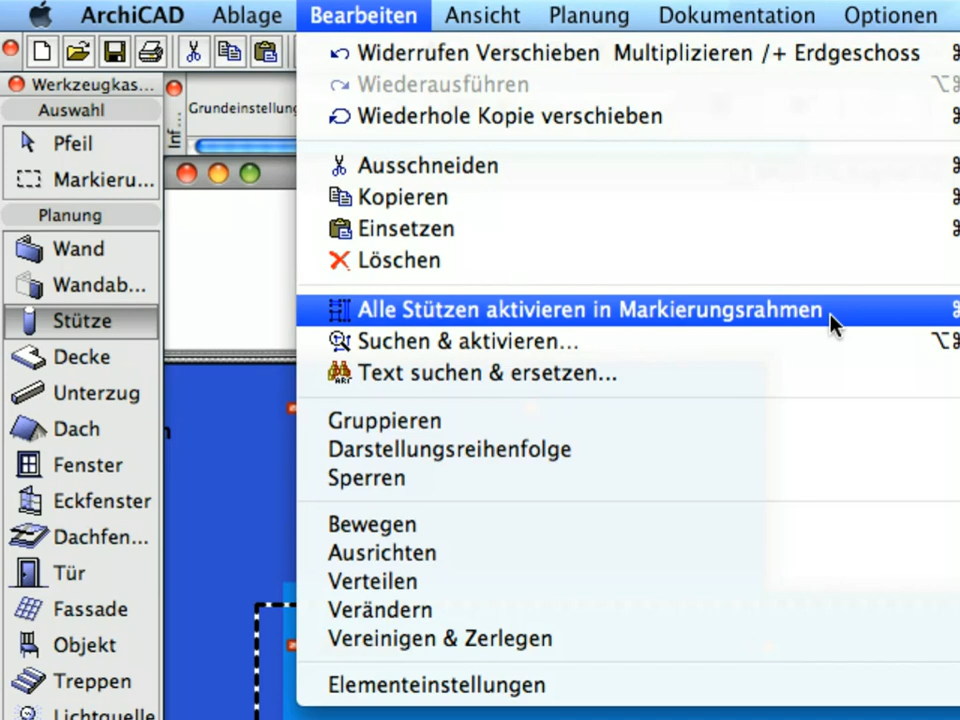 ArchiCAD Ablage Bearbeiten Ansicht Planung Dokumentation Optionen
Werkzeugkas...
Auswahl
Pfeil
Markieru...
Planung
Wand
Wandab...
Stütze
Decke
Unterzug
Dach
Fenster
Eckfenster
Dachfen...
Tür
Fassade
Objekt
Treppen
Lichtquelle
Inf...
Grundeinstellung
Widerrufen Verschieben Multiplizieren /+ Erdgeschoss ⌘
Wiederausführen ⌥⌘
Wiederhole Kopie verschieben ⌘
Ausschneiden ⌘
Kopieren ⌘
Einsetzen ⌘
Löschen
Alle Stützen aktivieren in Markierungsrahmen ⌘
Suchen & aktivieren... ⌥⌘
Text suchen & ersetzen...
Gruppieren
Darstellungsreihenfolge
Sperren
Bewegen
Ausrichten
Verteilen
Verändern
Vereinigen & Zerlegen
Elementeinstellungen